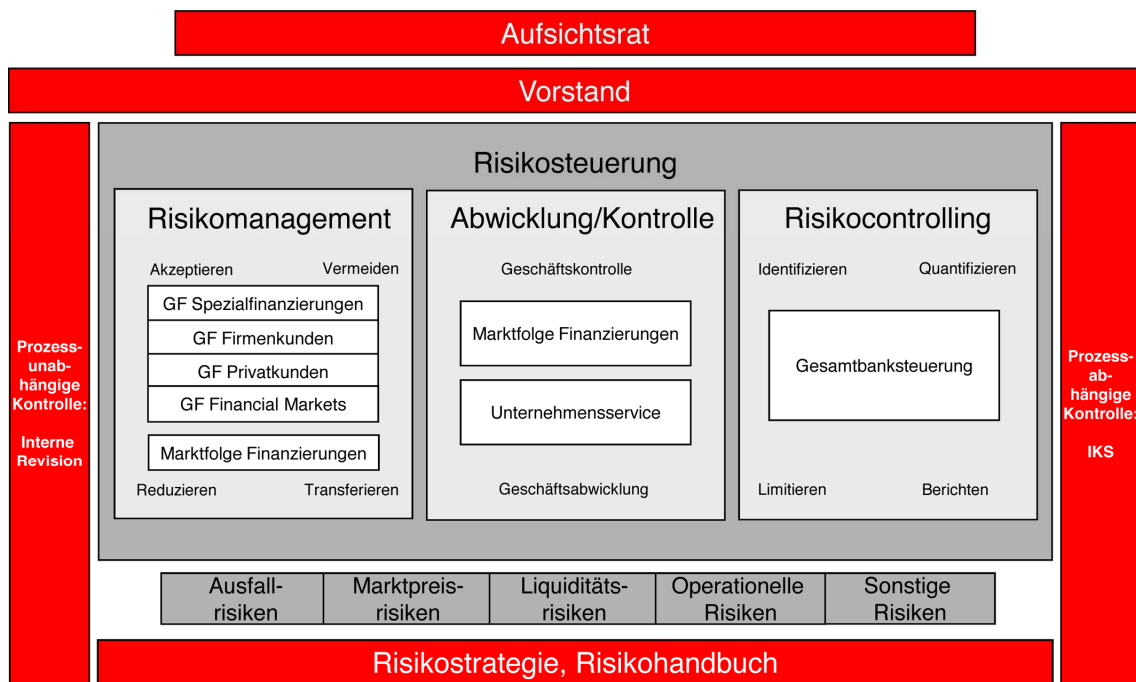 Aufsichtsrat
Vorstand
Prozess-
unab-
hängige
Kontrolle:
Interne
Revision
Risikosteuerung
Risikomanagement
Akzeptieren Vermeiden
GF Spezialfinanzierungen
GF Firmenkunden
GF Privatkunden
GF Financial Markets
Marktfolge Finanzierungen
Reduzieren Transferieren
Abwicklung/Kontrolle
Geschäftskontrolle
Marktfolge Finanzierungen
Unternehmensservice
Geschäftsabwicklung
Risikocontrolling
Identifizieren Quantifizieren
Gesamtbanksteuerung
Limitieren Berichten
Prozess-
ab-
hängige
Kontrolle:
IKS
Ausfall-
risiken
Marktpreis-
risiken
Liquiditäts-
risiken
Operationelle
Risiken
Sonstige
Risiken
Risikostrategie, Risikohandbuch